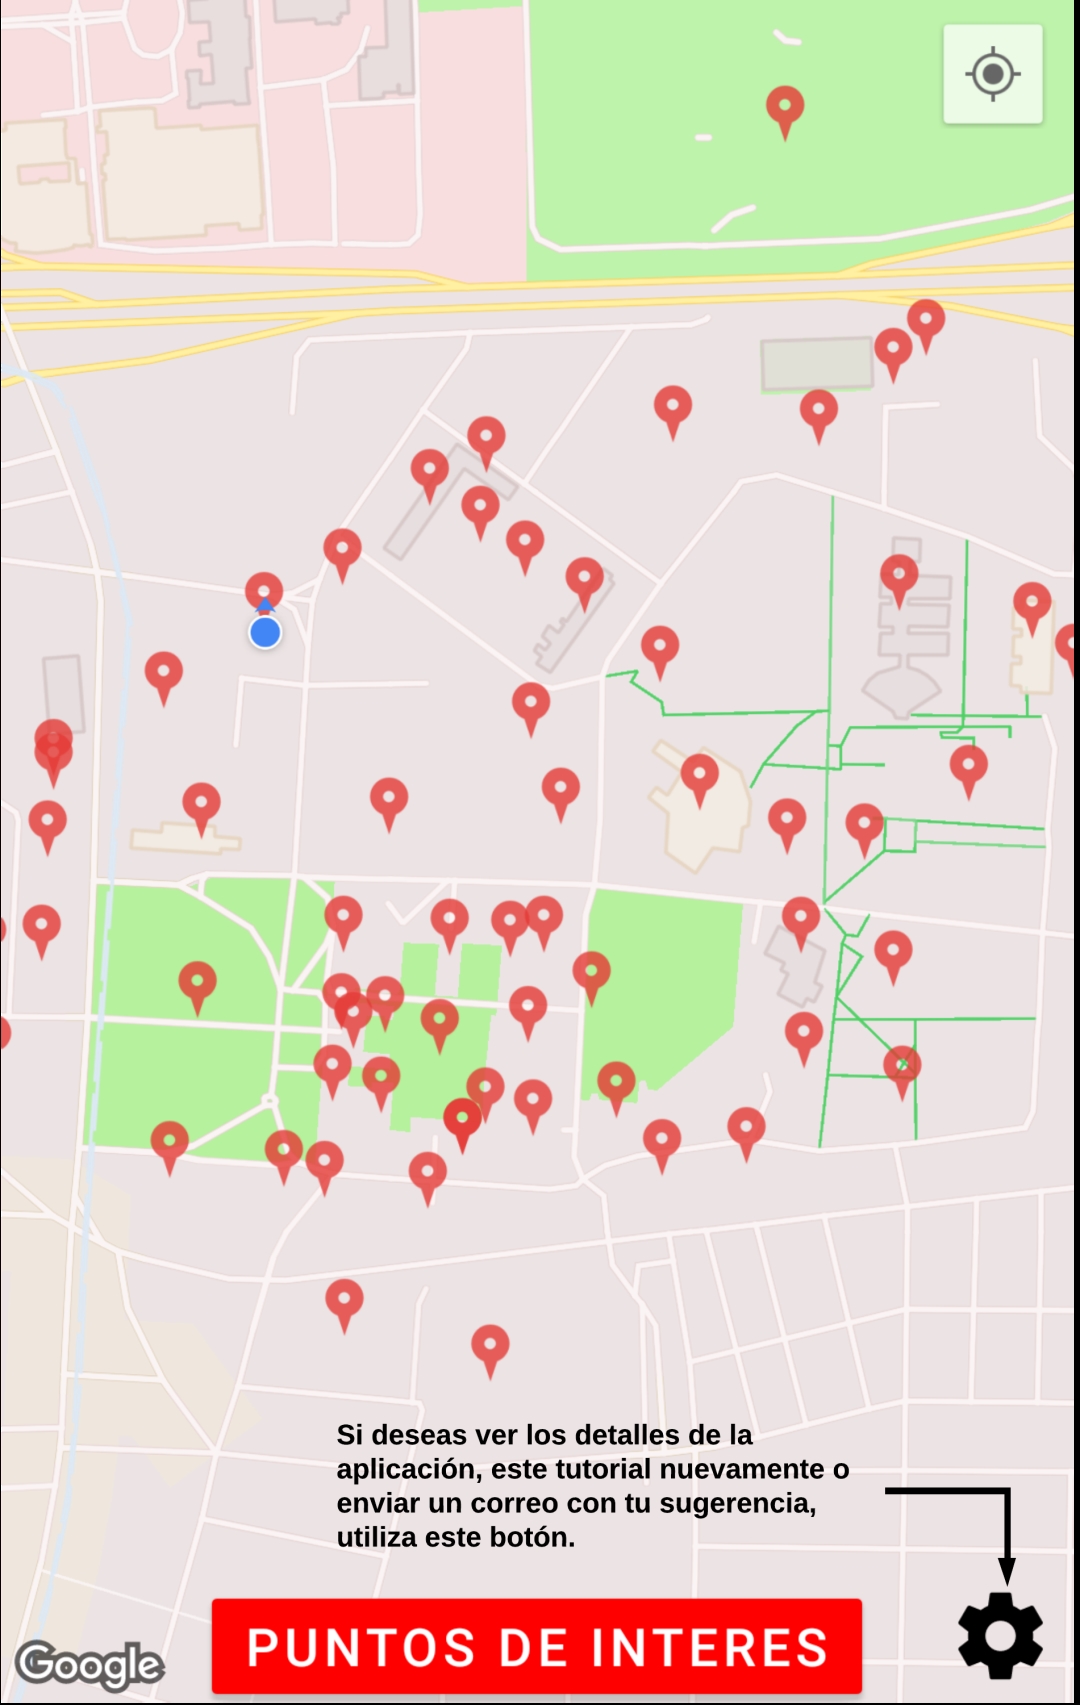 Si deseas ver los detalles de la
aplicación, este tutorial nuevamente o
enviar un correo con tu sugerencia,
utiliza este botón.
PUNTOS DE INTERES
Google